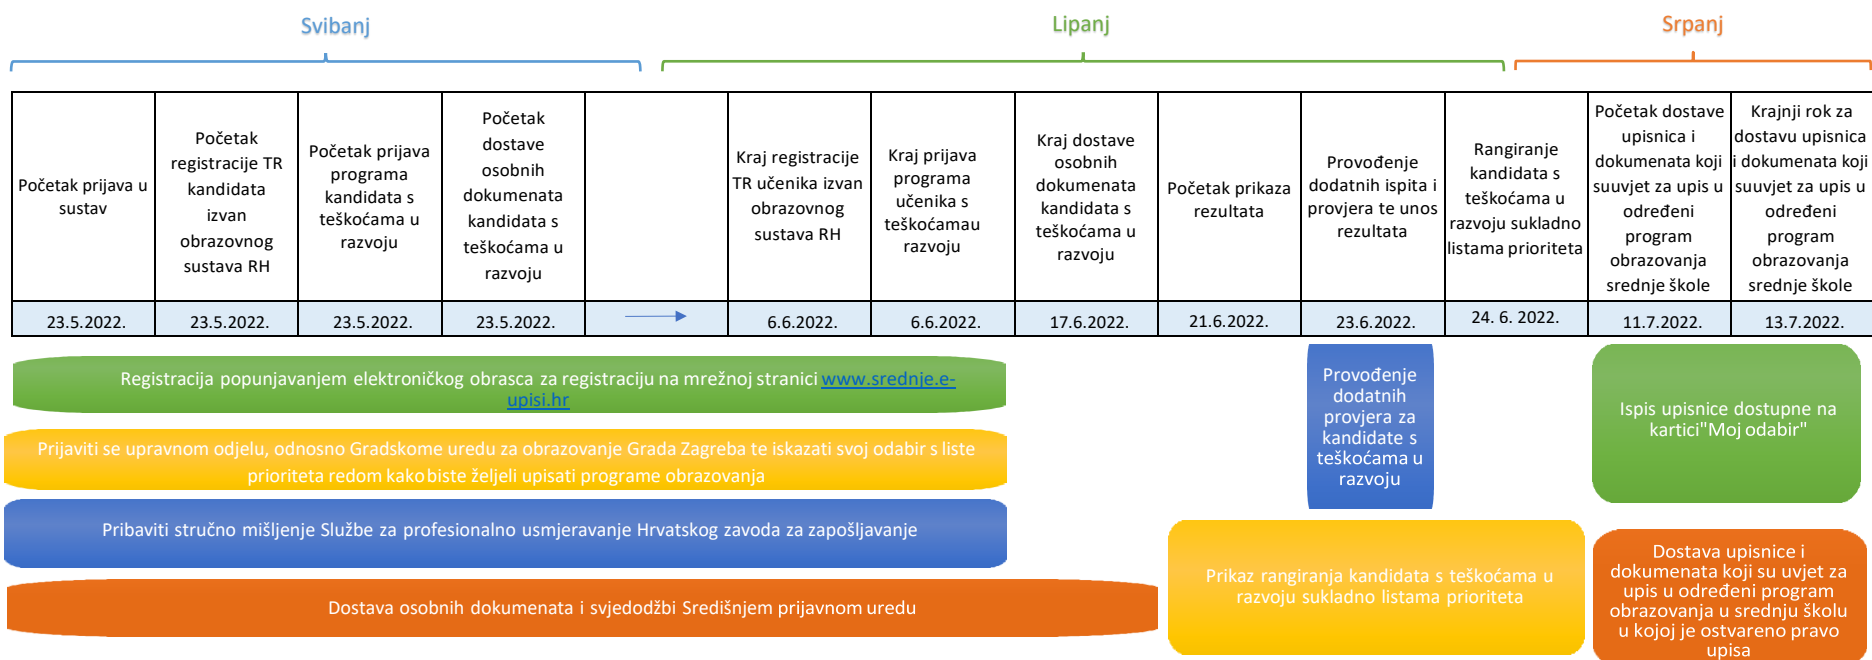 Svibanj
Lipanj
Srpanj
Početak prijava u
sustav
Početak
registracije TR
kandidata
izvan
obrazovnog
sustava RH
Početak prijava
programa
kandidata s
teškoćama u
razvoju
Početak
dostave
osobnih
dokumenata
kandidata s
teškoćama u
razvoju
Kraj registracije
TR učenika izvan
obrazovnog
sustava RH
Kraj prijava
programa
učenika s
teškoćamau
razvoju
Kraj dostave
osobnih
dokumenata
kandidata s
teškoćama u
razvoju
Početak prikaza
rezultata
Provođenje
dodatnih ispita i
provjera te unos
rezultata
Rangiranje
kandidata s
teškoćama u
razvoju sukladno
listama prioriteta
Početak dostave
upisnica i
dokumenata koji
suuvjet za upis u
određeni
program
obrazovanja
srednje škole
Krajnji rok za
dostavu upisnica
i dokumenata koji
suuvjet za upis u
određeni
program
obrazovanja
srednje škole
23.5.2022.
23.5.2022.
23.5.2022.
23.5.2022.
6.6.2022.
6.6.2022.
17.6.2022.
21.6.2022.
23.6.2022.
24. 6. 2022.
11.7.2022.
13.7.2022.
Registracija popunjavanjem elektroničkog obrasca za registraciju na mrežnoj stranici www.srednje.e-
upisi.hr
Prijaviti se upravnom odjelu, odnosno Gradskome uredu za obrazovanje Grada Zagreba te iskazati svoj odabir s liste
prioriteta redom kako biste željeli upisati programe obrazovanja
Pribaviti stručno mišljenje Službe za profesionalno usmjeravanje Hrvatskog zavoda za zapošljavanje
Dostava osobnih dokumenata i svjedodžbi Središnjem prijavnom uredu
Provođenje
dodatnih
provjera za
kandidate s
teškoćama u
razvoju
Prikaz rangiranja kandidata s teškoćama u
razvoju sukladno listama prioriteta
Ispis upisnice dostupne na
kartici"Moj odabir"
Dostava upisnice i
dokumenata koji su uvjet za
upis u određeni program
obrazovanja u srednju školu
u kojoj je ostvareno pravo
upisa